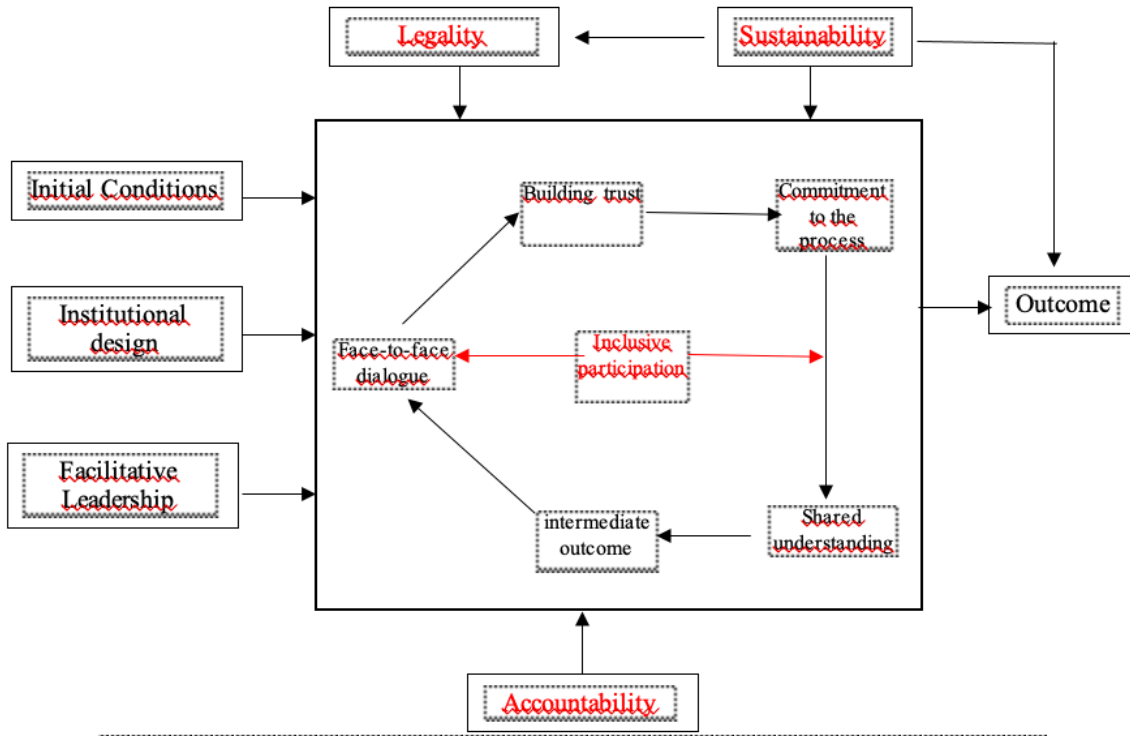 Legality
Sustainability
Initial Conditions
Building trust
Commitment
to the
process
Institutional
design
Outcome
Face-to-face
dialogue
Inclusive
participation
Facilitative
Leadership
intermediate
outcome
Shared
understanding
Accountability